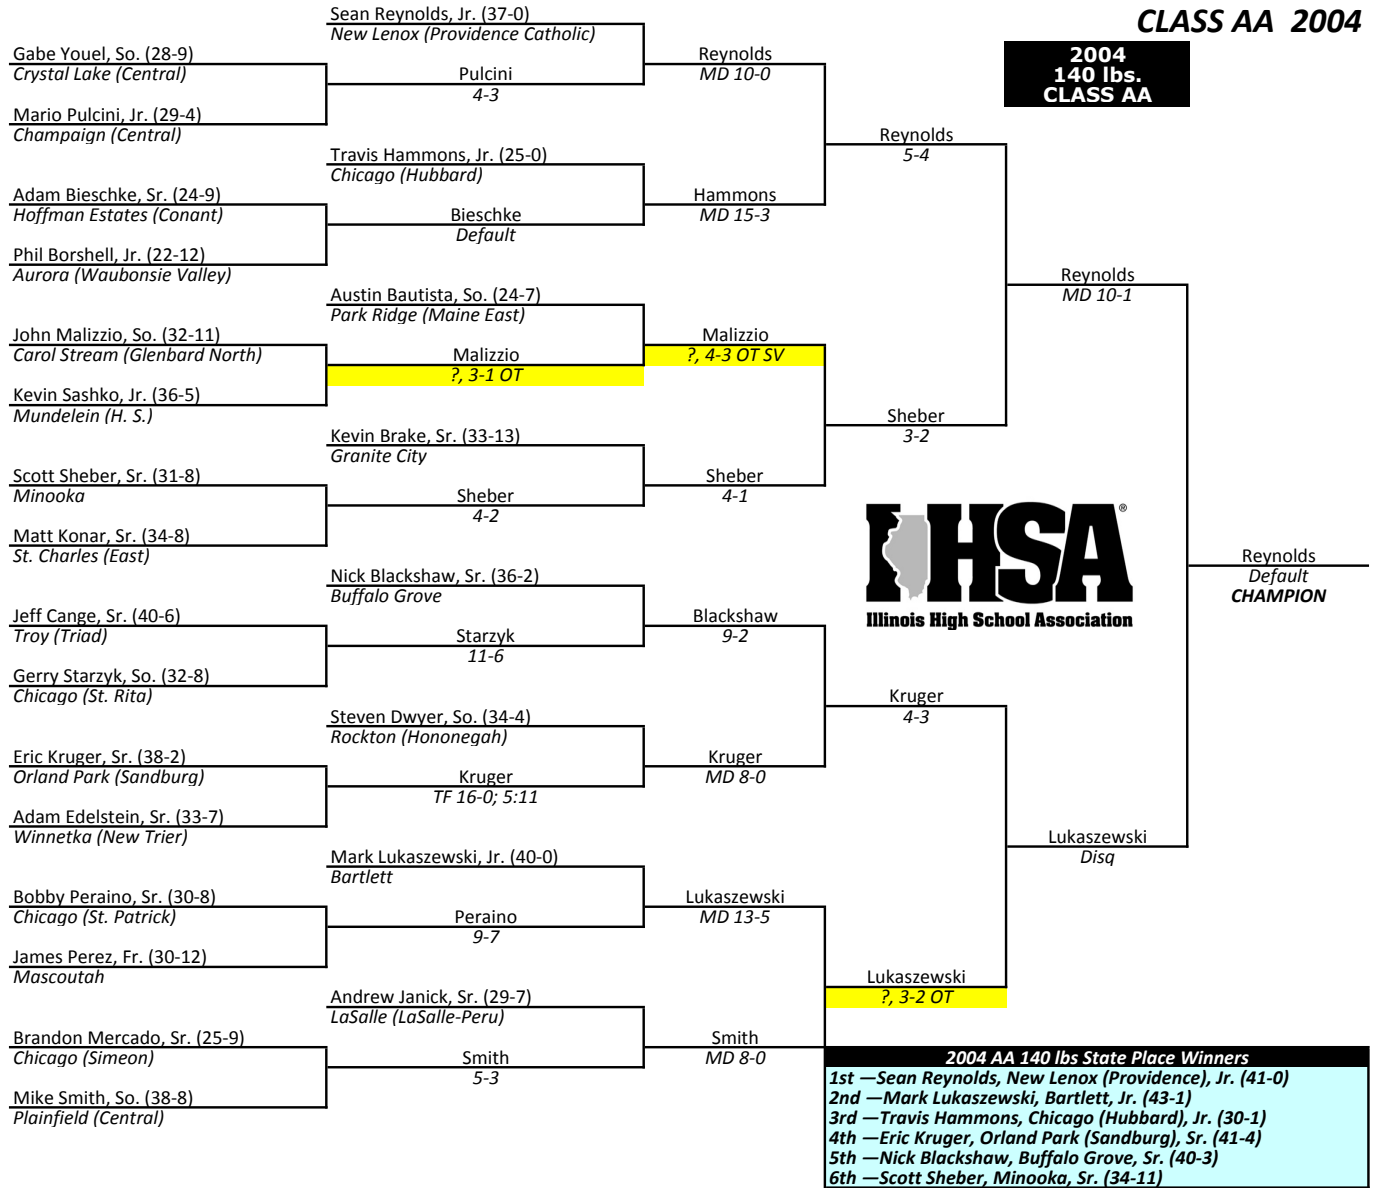 CLASS AA 2004
2004
140 lbs.
CLASS AA
Gabe Youel, So. (28-9)
Crystal Lake (Central)
Mario Pulcini, Jr. (29-4)
Champaign (Central)
Adam Bieschke, Sr. (24-9)
Hoffman Estates (Conant)
Phil Borshell, Jr. (22-12)
Aurora (Waubonsie Valley)
John Malizzio, So. (32-11)
Carol Stream (Glenbard North)
Kevin Sashko, Jr. (36-5)
Mundelein (H. S.)
Scott Sheber, Sr. (31-8)
Minooka
Matt Konar, Sr. (34-8)
St. Charles (East)
Jeff Cange, Sr. (40-6)
Troy (Triad)
Gerry Starzyk, So. (32-8)
Chicago (St. Rita)
Eric Kruger, Sr. (38-2)
Orland Park (Sandburg)
Adam Edelstein, Sr. (33-7)
Winnetka (New Trier)
Bobby Peraino, Sr. (30-8)
Chicago (St. Patrick)
James Perez, Fr. (30-12)
Mascoutah
Brandon Mercado, Sr. (25-9)
Chicago (Simeon)
Mike Smith, So. (38-8)
Plainfield (Central)
Sean Reynolds, Jr. (37-0)
New Lenox (Providence Catholic)
Pulcini
4-3
Travis Hammons, Jr. (25-0)
Chicago (Hubbard)
Bieschke
Default
Austin Bautista, So. (24-7)
Park Ridge (Maine East)
Malizzio
?, 3-1 OT
Kevin Brake, Sr. (33-13)
Granite City
Sheber
4-2
Nick Blackshaw, Sr. (36-2)
Buffalo Grove
Starzyk
11-6
Steven Dwyer, So. (34-4)
Rockton (Hononegah)
Kruger
TF 16-0; 5:11
Mark Lukaszewski, Jr. (40-0)
Bartlett
Peraino
9-7
Andrew Janick, Sr. (29-7)
LaSalle (LaSalle-Peru)
Smith
5-3
Reynolds
MD 10-0
Hammons
MD 15-3
Malizzio
?, 4-3 OT SV
Sheber
4-1
Blackshaw
9-2
Kruger
MD 8-0
Lukaszewski
MD 13-5
Smith
MD 8-0
Reynolds
5-4
Sheber
3-2
Kruger
4-3
Lukaszewski
?, 3-2 OT
Reynolds
MD 10-1
Lukaszewski
Disq
Reynolds
Default
CHAMPION
IHSA®
Illinois High School Association
2004 AA 140 lbs State Place Winners
1st —Sean Reynolds, New Lenox (Providence), Jr. (41-0)
2nd —Mark Lukaszewski, Bartlett, Jr. (43-1)
3rd —Travis Hammons, Chicago (Hubbard), Jr. (30-1)
4th —Eric Kruger, Orland Park (Sandburg), Sr. (41-4)
5th —Nick Blackshaw, Buffalo Grove, Sr. (40-3)
6th —Scott Sheber, Minooka, Sr. (34-11)